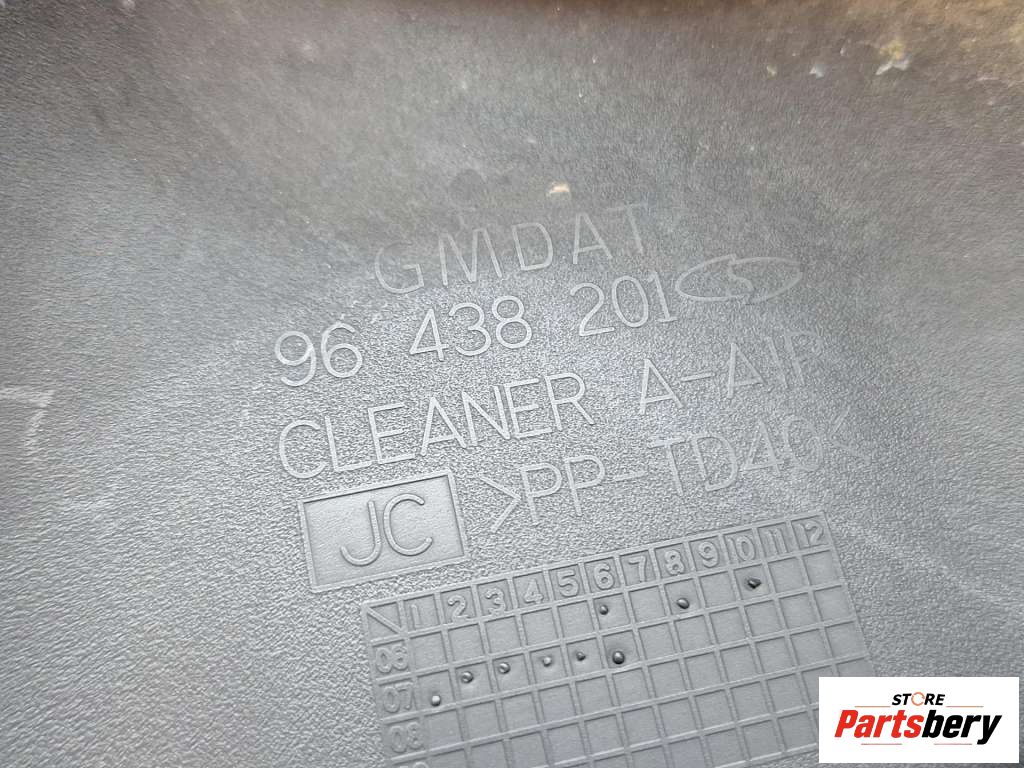 GMDAT
96 438 201
CLEANER A-AIR
JC
>PP-TD40<
1 2 3 4 5 6 7 8 9 10 11 12
06
07
08
STORE
Partsbery